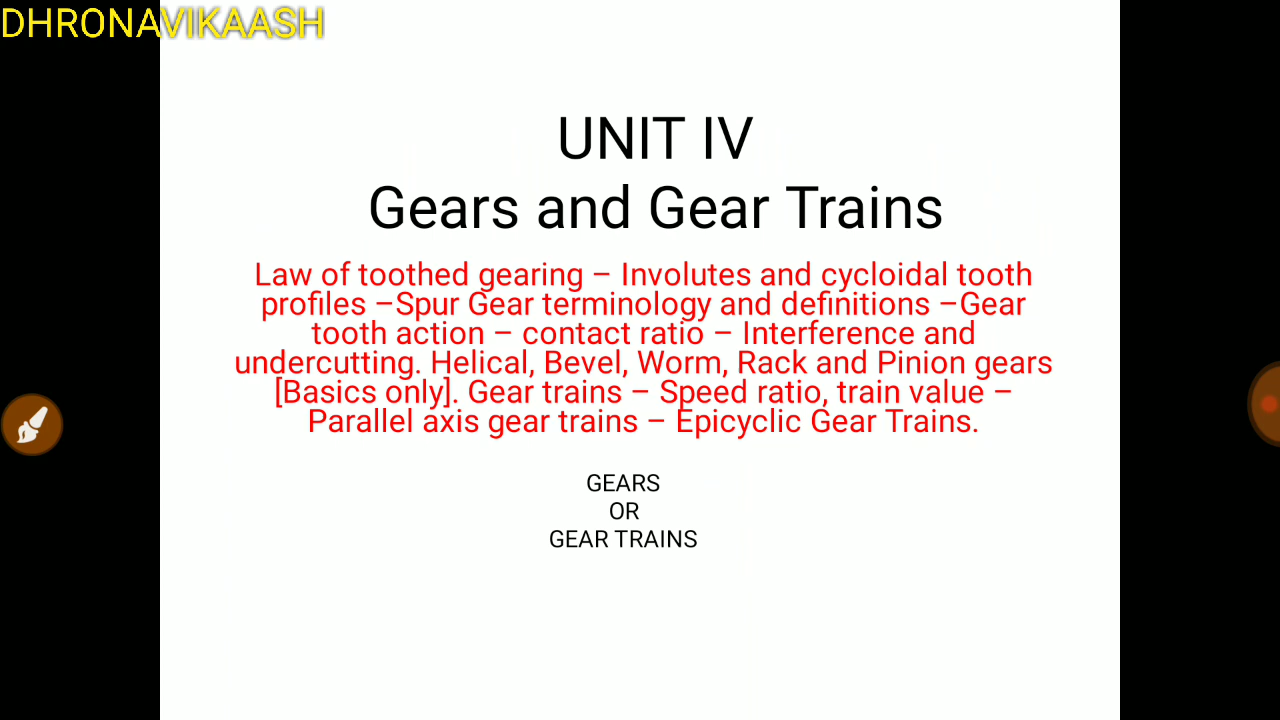 DHRONAVIKAASH
UNIT IV
Gears and Gear Trains
Law of toothed gearing – Involutes and cycloidal tooth
profiles –Spur Gear terminology and definitions –Gear
tooth action – contact ratio – Interference and
undercutting. Helical, Bevel, Worm, Rack and Pinion gears
[Basics only]. Gear trains – Speed ratio, train value –
Parallel axis gear trains – Epicyclic Gear Trains.
GEARS
OR
GEAR TRAINS